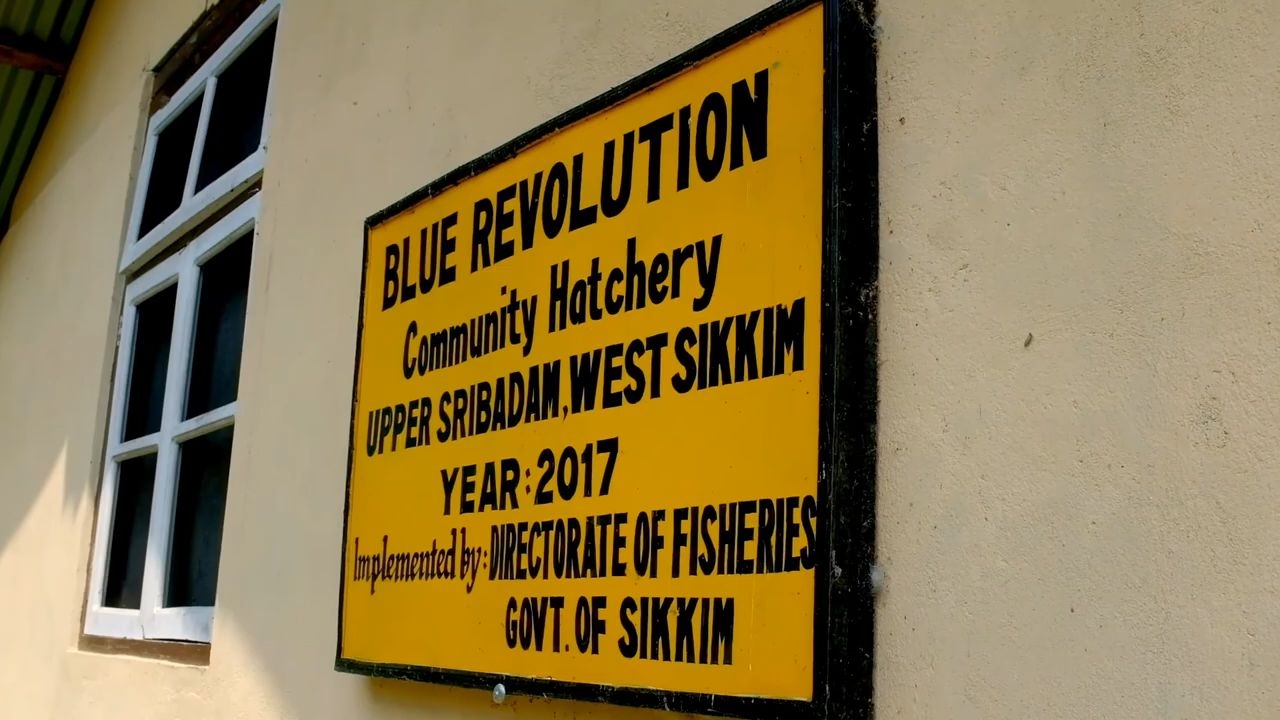 BLUE REVOLUTION
Community Hatchery
UPPER SRIBADAM, WEST SIKKIM
YEAR: 2017
Implemented by: DIRECTORATE OF FISHERIES
GOVT. OF SIKKIM